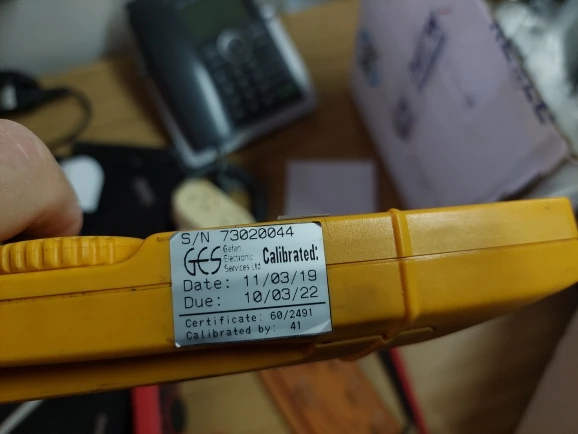 S/N 73020044
GES Gatwn Electronic Services Ltd Calibrated:
Date: 11/03/19
Due: 10/03/22
Certificate: 60/2491
Calibrated by: 41